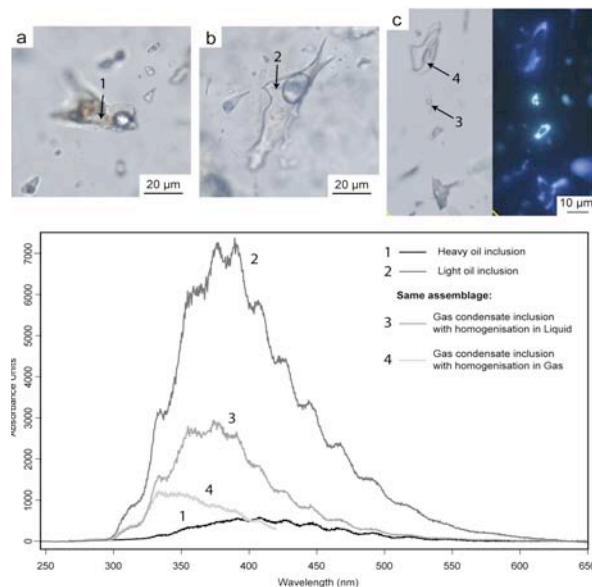 a
1
20 µm
b
2
20 µm
c
4
3
10 µm
7000
6000
5000
4000
3000
2000
1000
0
Absorbance Units
2
3
4
1
1 Heavy oil inclusion
2 Light oil inclusion
Same assemblage:
3 Gas condensate inclusion
with homogenisation in Liquid
4 Gas condensate inclusion
with homogenisation in Gas
250 300 350 400 450 500 550 600 650
Wavelength (nm)